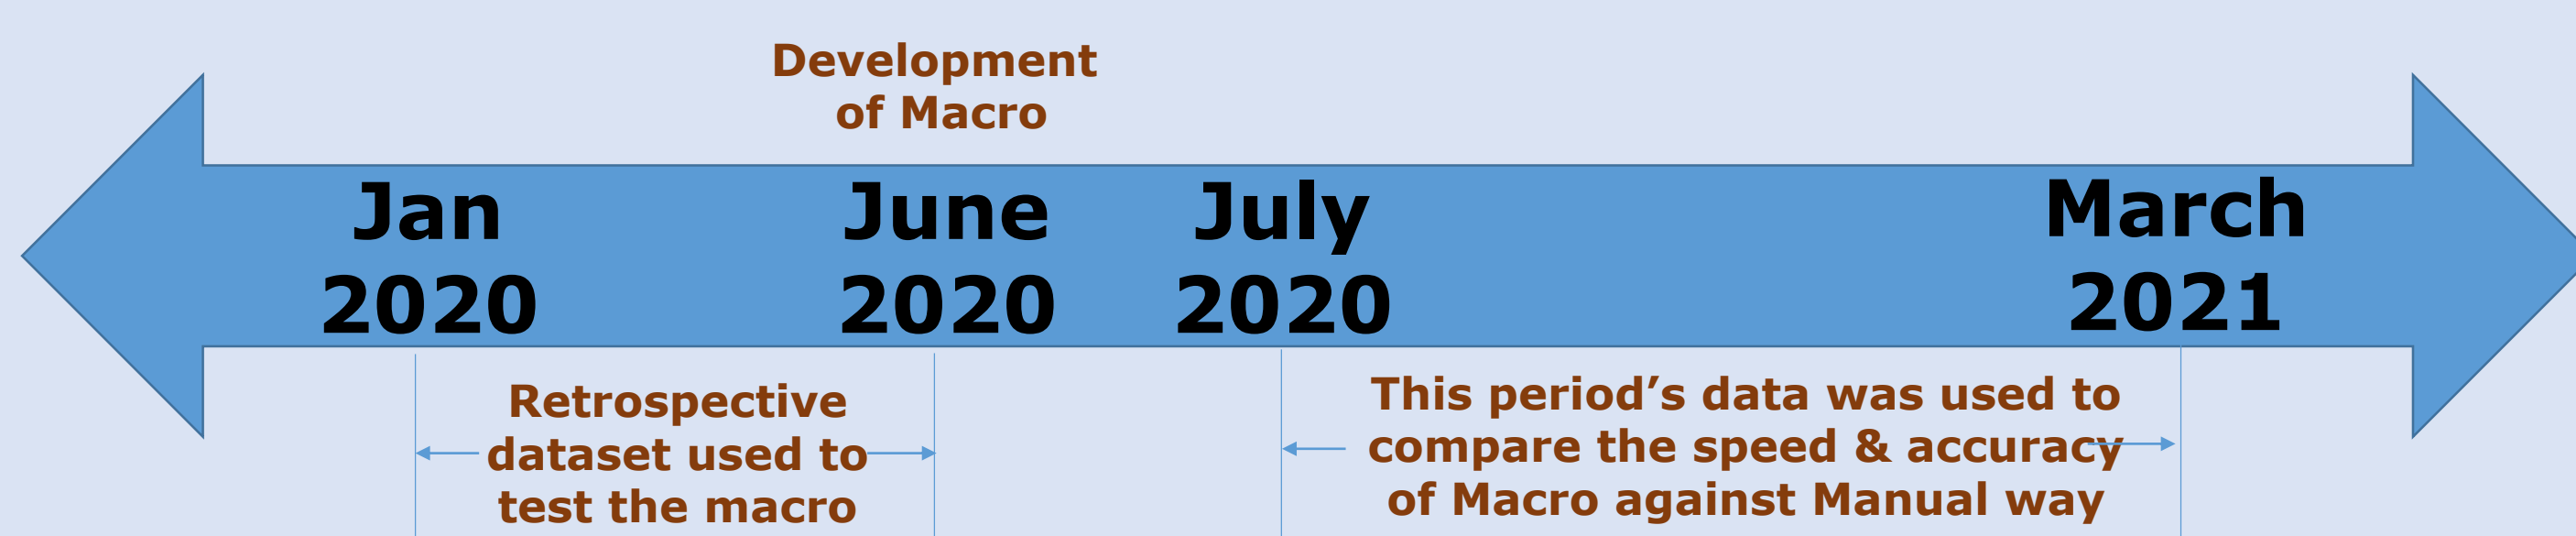 Development
of Macro
Jan
2020
June
2020
July
2020
March
2021
Retrospective
dataset used to
test the macro
This period’s data was used to
compare the speed & accuracy
of Macro against Manual way